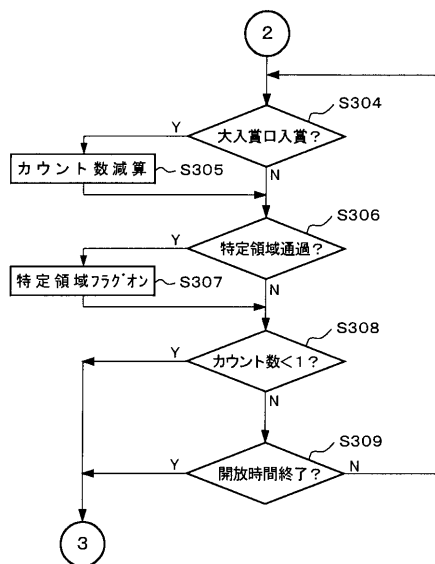 2
S304
大入賞口入賞？
Y
N
カウント数減算
S305
S306
特定領域通過？
Y
N
特定領域ﾌﾗｸﾞオン
S307
S308
カウント数<1？
Y
N
S309
開放時間終了？
Y
N
3